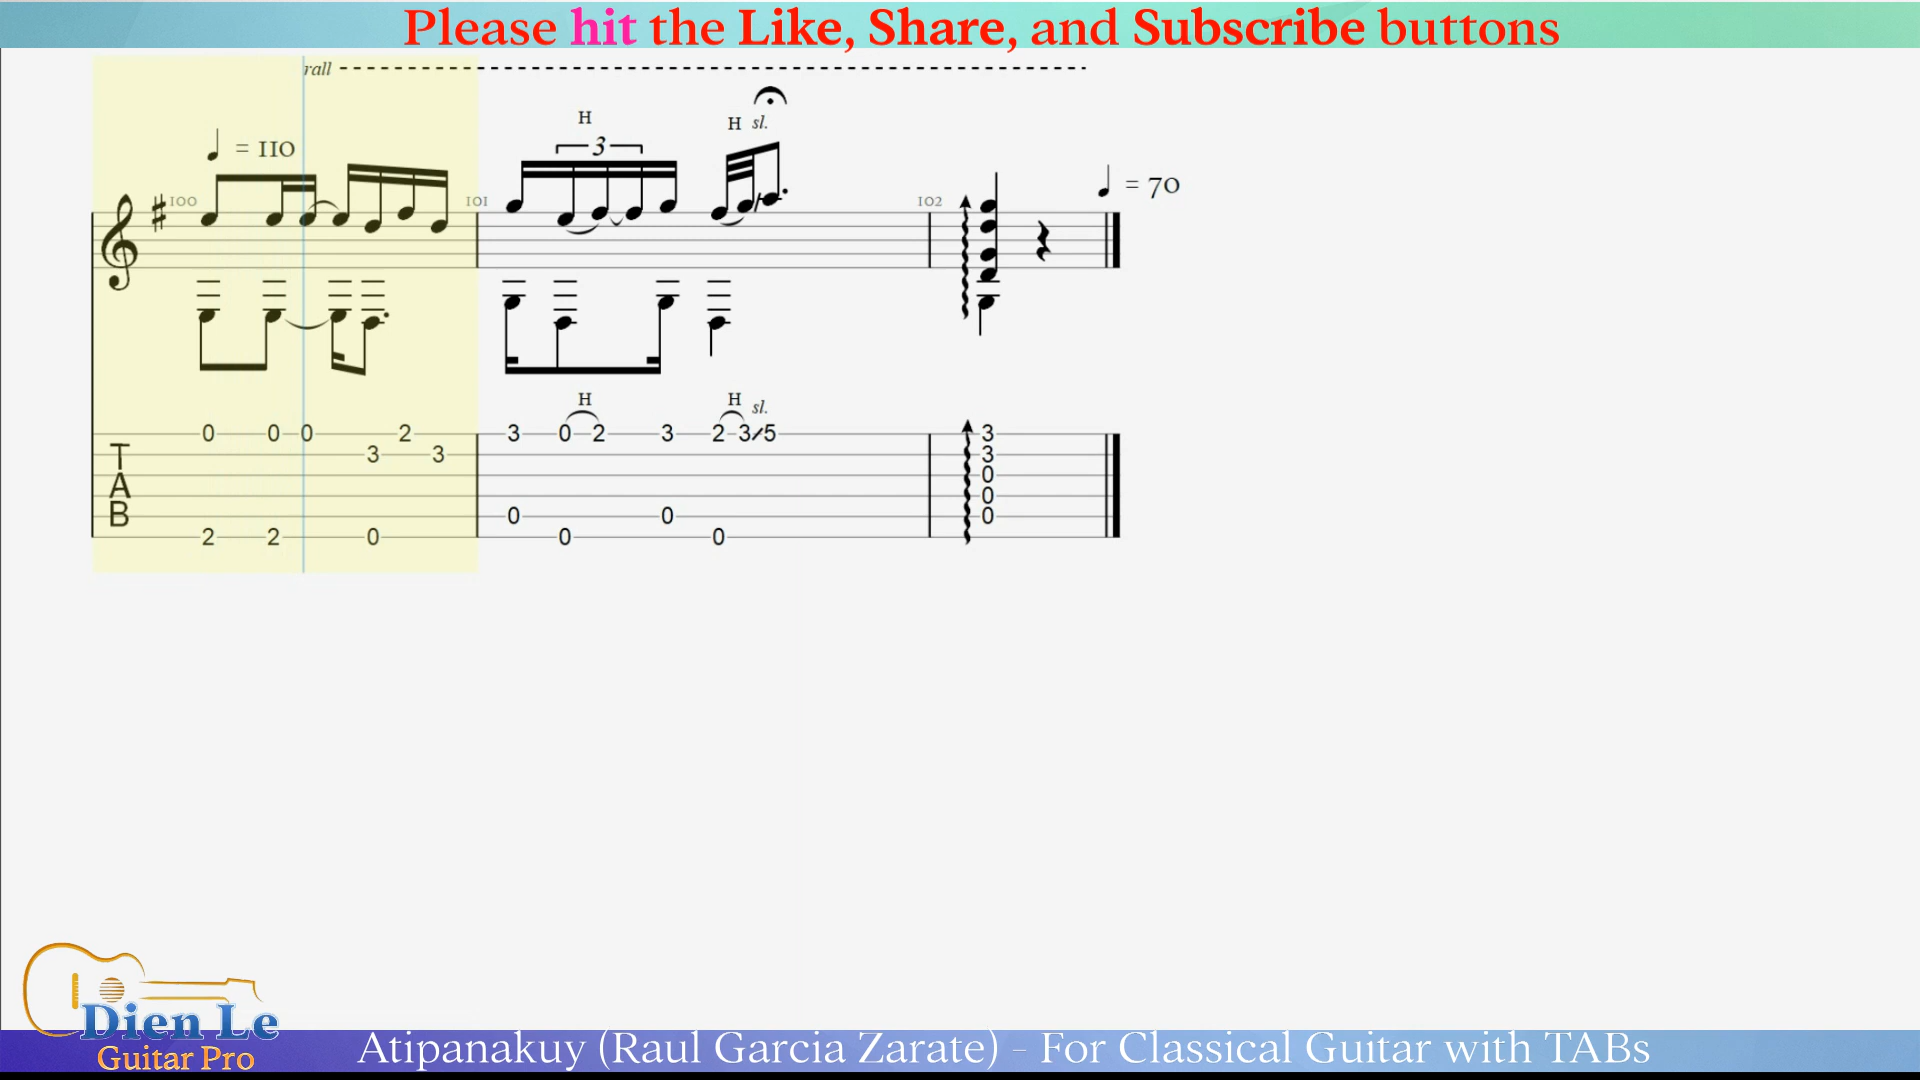 Please hit the Like, Share, and Subscribe buttons
rall
H
H sl.
3
♩ = 110
♩ = 70
100
101
102
H
H sl.
0 0 0 2 3 0 2 3 2 3/5 3
T 3 3 3
A 0
0
B 0 0 0
2 2 0 0 0
Dien Le
Guitar Pro
Atipanakuy (Raul Garcia Zarate) - For Classical Guitar with TABs